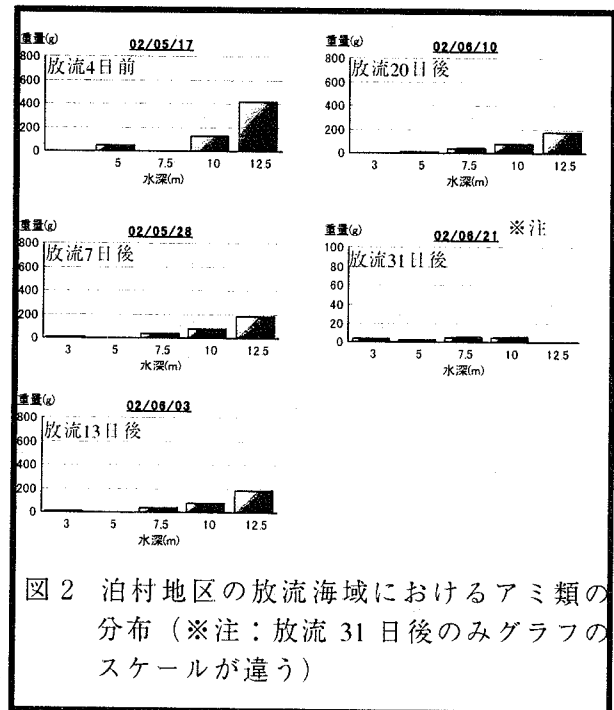 重量(g)
02/05/17
放流4日前
800
600
400
200
0
5 7.5 10 12.5
水深(m)
重量(g)
02/06/10
放流20日後
800
600
400
200
0
3 5 7.5 10 12.5
水深(m)
重量(g)
02/05/28
放流7日後
800
600
400
200
0
3 5 7.5 10 12.5
水深(m)
重量(g)
02/06/21
※注
放流31日後
100
80
60
40
20
0
3 5 7.5 10 12.5
水深(m)
重量(g)
02/06/03
放流13日後
800
600
400
200
0
3 5 7.5 10 12.5
水深(m)
図2 泊村地区の放流海域におけるアミ類の
分布（※注：放流 31 日後のみグラフの
スケールが違う）